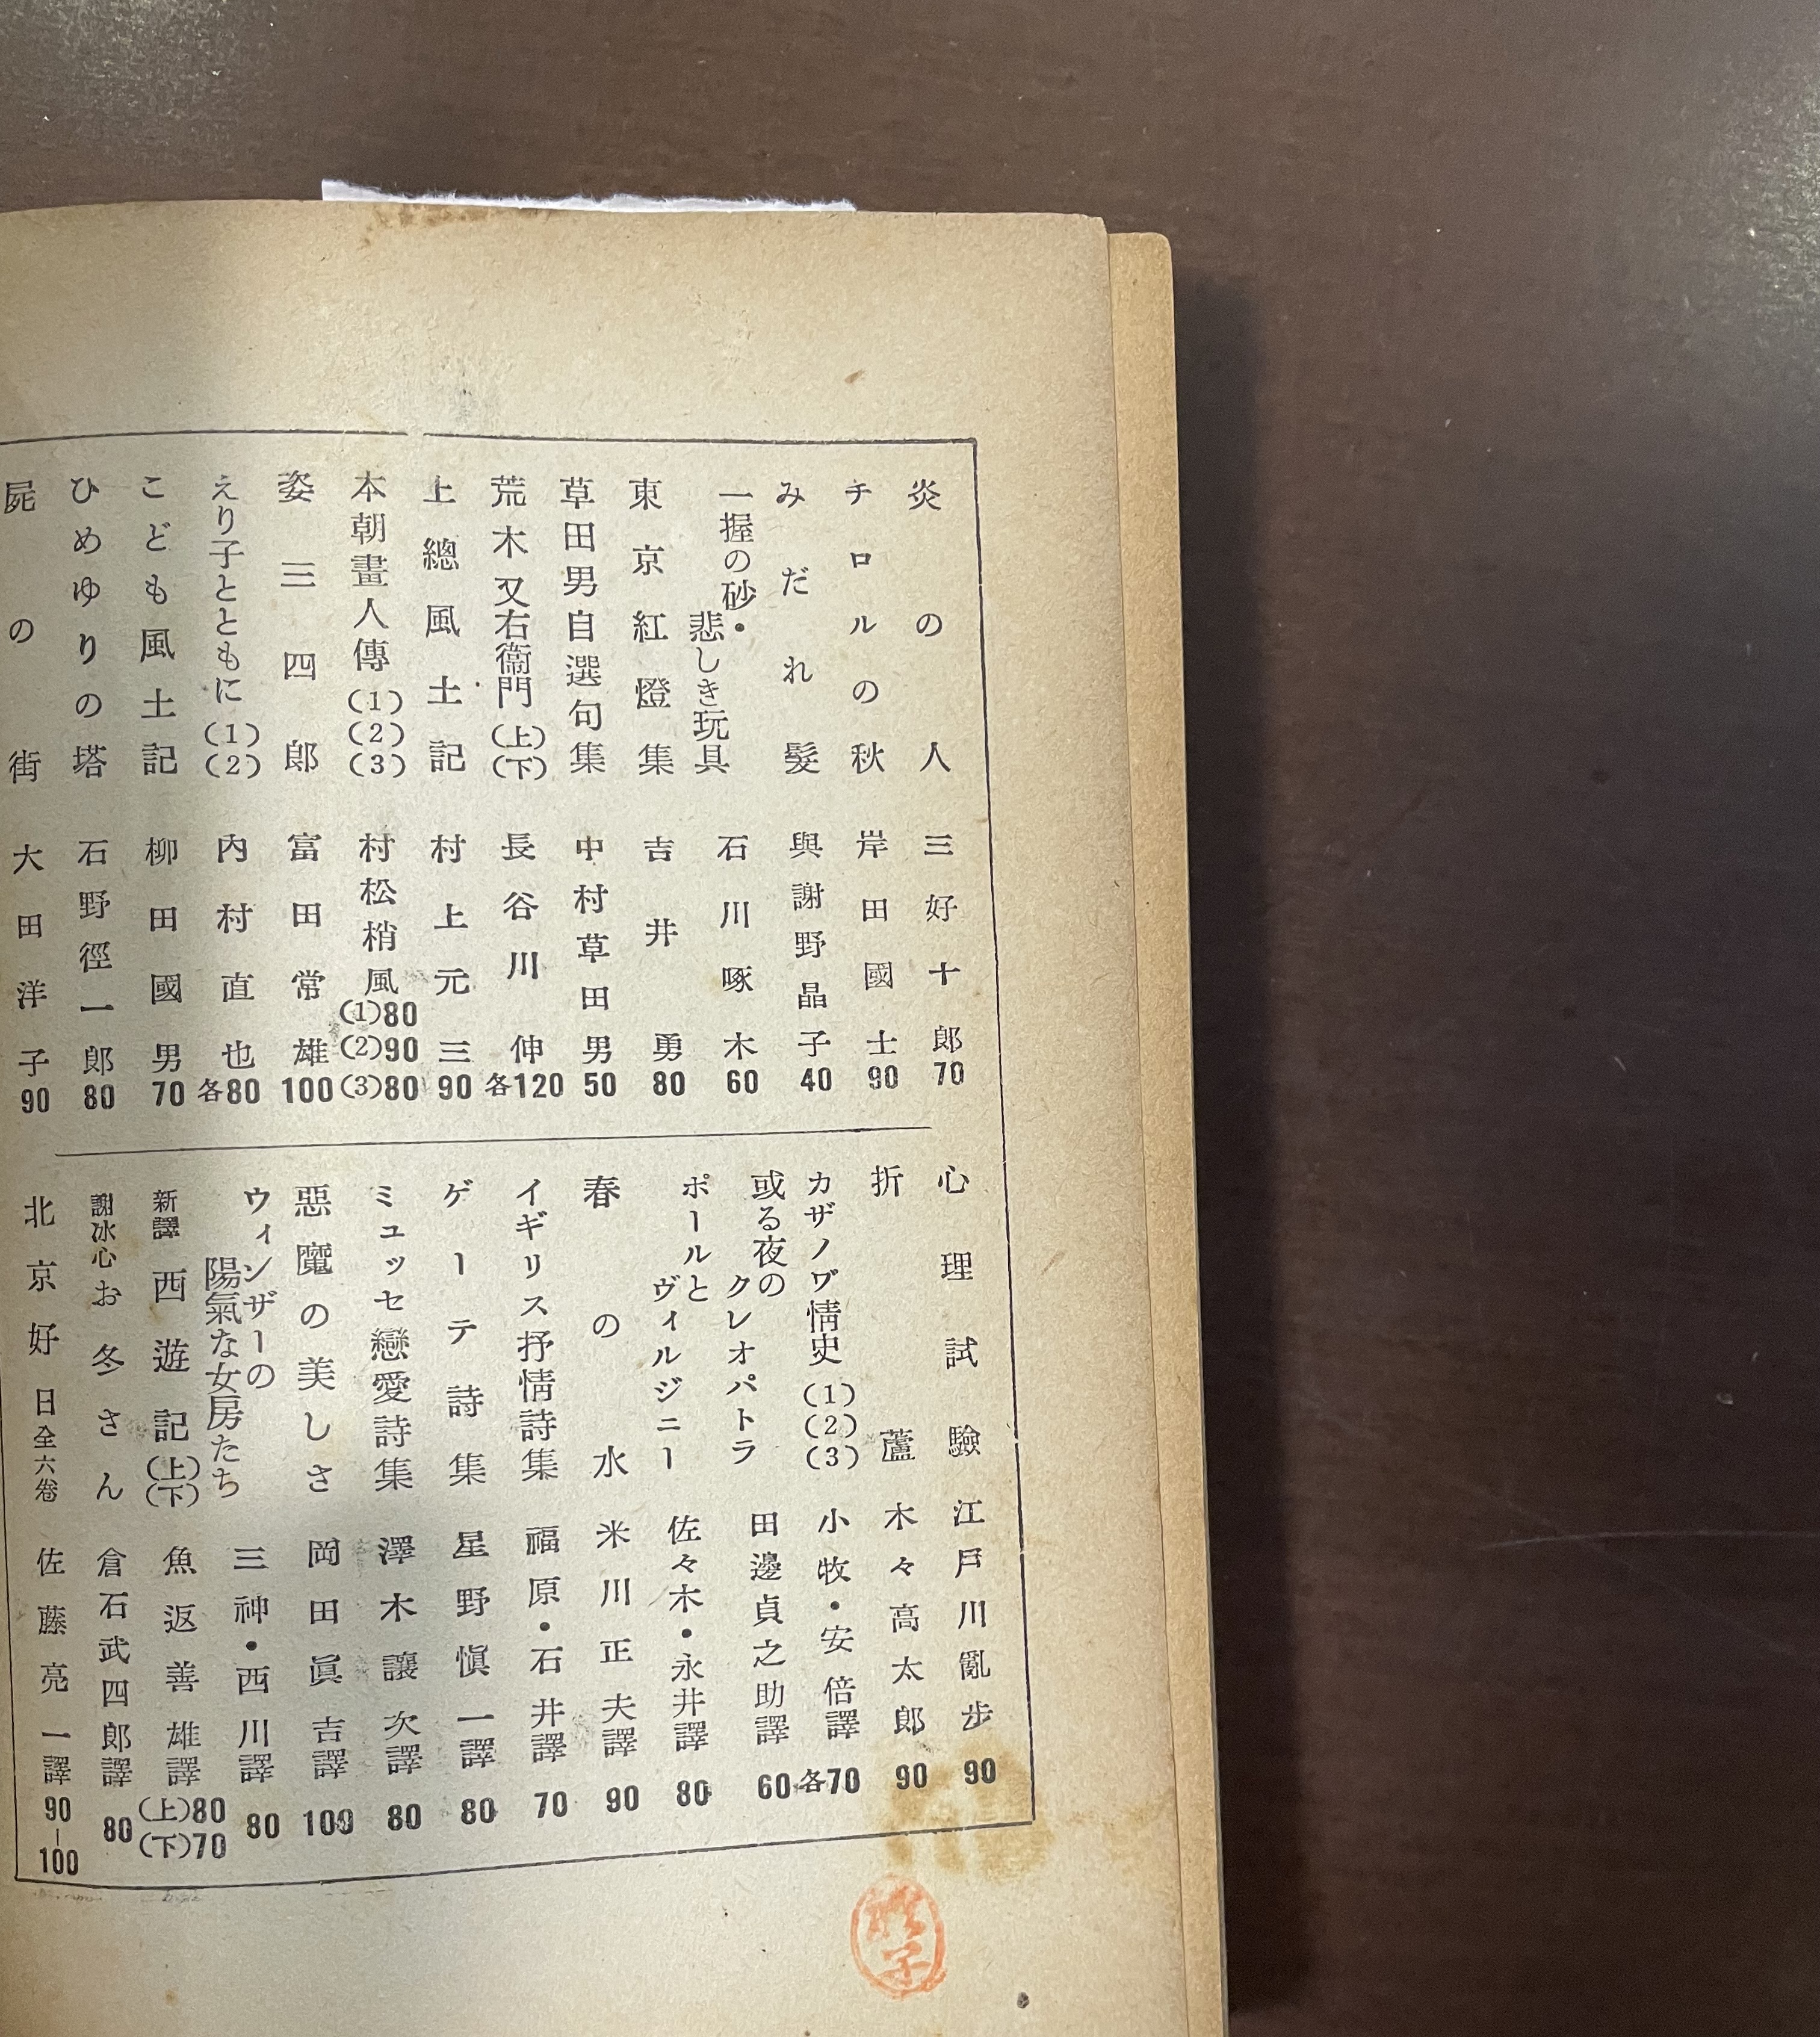 炎の人 三好十郎 70
チロルの秋 岸田國士 90
みだれ髮 與謝野晶子 40
一握の砂・悲しき玩具 石川啄木 60
東京紅燈集 吉井勇 80
草田男自選句集 中村草田男 50
荒木又右衞門(上)(下) 長谷川伸 各120
上總風土記 村上元三 90
本朝畫人傳(1)(2)(3) 村松梢風 (1)80(2)90(3)80
姿三四郎 富田常雄 100
えり子とともに(1)(2) 内村直也 各80
こども風土記 柳田國男 70
ひめゆりの塔 石野徑一郎 80
屍の街 大田洋子 90
心理試驗 江戸川亂歩 90
折蘆 木々高太郎 90
カザノヷ情史(1)(2)(3) 小牧・安倍譯 各70
或る夜のクレオパトラ 田邊貞之助譯 60
ポールとヴィルジニー 佐々木・永井譯 80
春の水 米川正夫譯 90
イギリス抒情詩集 福原・石井譯 70
ゲーテ詩集 星野愼一譯 80
ミュッセ戀愛詩集 澤木譲次譯 80
惡魔の美しさ 岡田眞吉譯 100
ウィンザーの陽氣な女房たち 三神・西川譯 80
新譯西遊記(上)(下) 魚返善雄譯 (上)80(下)70
謝冰心お冬さん 倉石武四郎譯 80
北京好日全六卷 佐藤亮一譯 90-100